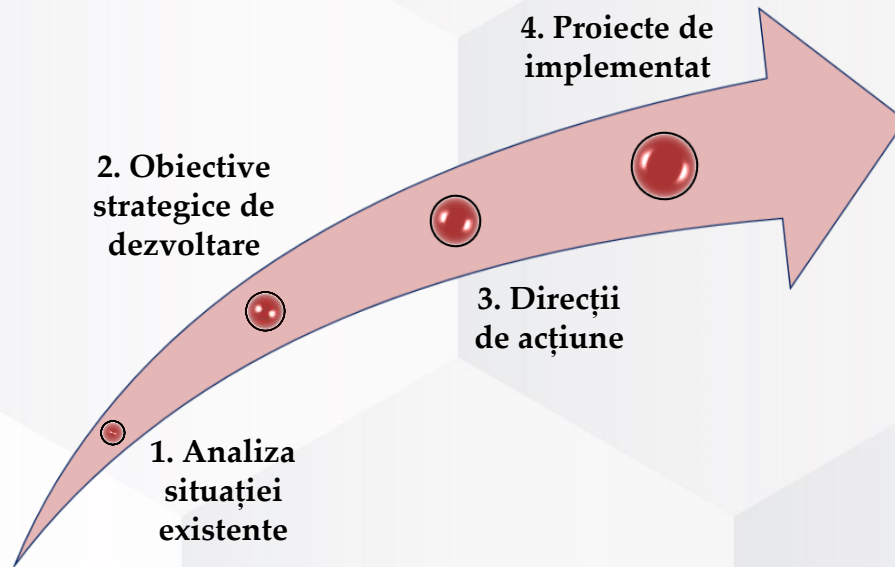 1. Analiza
situației
existente
2. Obiective
strategice de
dezvoltare
3. Direcții
de acțiune
4. Proiecte de
implementat